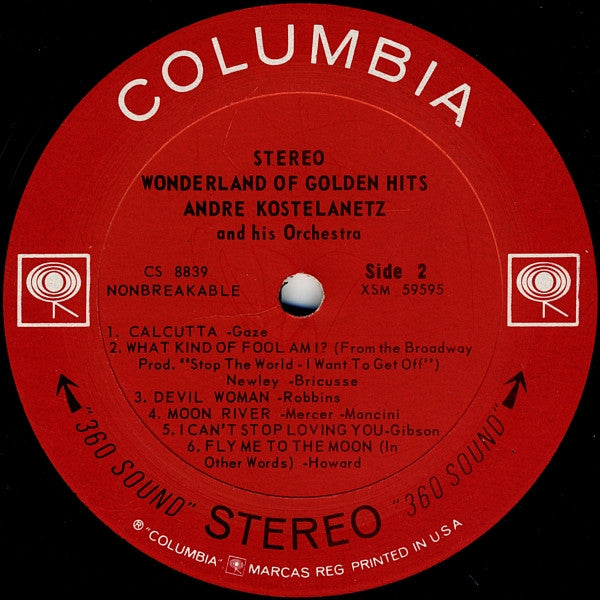 COLUMBIA
STEREO
WONDERLAND OF GOLDEN HITS
ANDRE KOSTELANETZ
and his Orchestra
CS 8839
NONBREAKABLE
Side 2
XSM 59595
1. CALCUTTA -Gaze
2. WHAT KIND OF FOOL AM I? (From the Broadway
Prod. ""Stop The World - I Want To Get Off"")
Newley -Bricusse
3. DEVIL WOMAN -Robbins
4. MOON RIVER -Mercer -Mancini
5. I CAN'T STOP LOVING YOU-Gibson
6. FLY ME TO THE MOON (In
Other Words) -Howard
"360 SOUND" STEREO "360 SOUND"
® "COLUMBIA" MARCAS REG PRINTED IN U.S.A